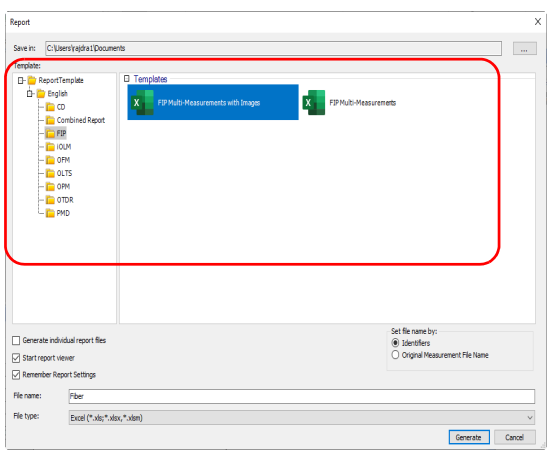 Report
Save in: C:\Users\rajdra1\Documents ...
Template:
ReportTemplate
English
CD
Combined Report
FIP
iOLM
OFM
OLTS
OPM
OTDR
PMD
Templates
FIP Multi-Measurements with Images
FIP Multi-Measurements
Generate individual report files
Start report viewer
Remember Report Settings
Set file name by:
Identifiers
Original Measurement File Name
File name: Fiber
File type: Excel (*.xls;*.xlsx,*.xlsm)
Generate Cancel